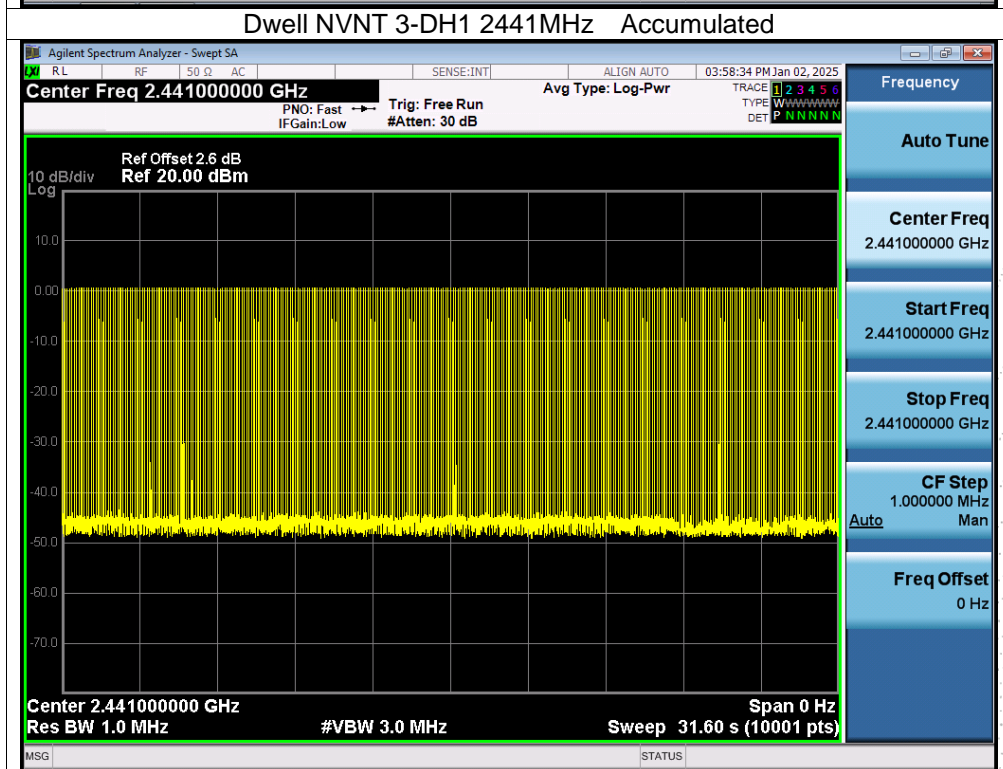 Dwell NVNT 3-DH1 2441MHz Accumulated
Agilent Spectrum Analyzer - Swept SA
LXI RL RF 50 Ω AC SENSE:INT ALIGN AUTO 03:58:34 PM Jan 02, 2025
Center Freq 2.441000000 GHz
PNO: Fast
IFGain:Low
Trig: Free Run
#Atten: 30 dB
Avg Type: Log-Pwr
TRACE 1 2 3 4 5 6
TYPE WWWWWWW
DET P N N N N N
Frequency
Auto Tune
Center Freq
2.441000000 GHz
Start Freq
2.441000000 GHz
Stop Freq
2.441000000 GHz
CF Step
1.000000 MHz
Auto Man
Freq Offset
0 Hz
Ref Offset 2.6 dB
10 dB/div Ref 20.00 dBm
Log
10.0
0.00
-10.0
-20.0
-30.0
-40.0
-50.0
-60.0
-70.0
Center 2.441000000 GHz Span 0 Hz
Res BW 1.0 MHz #VBW 3.0 MHz Sweep 31.60 s (10001 pts)
MSG STATUS